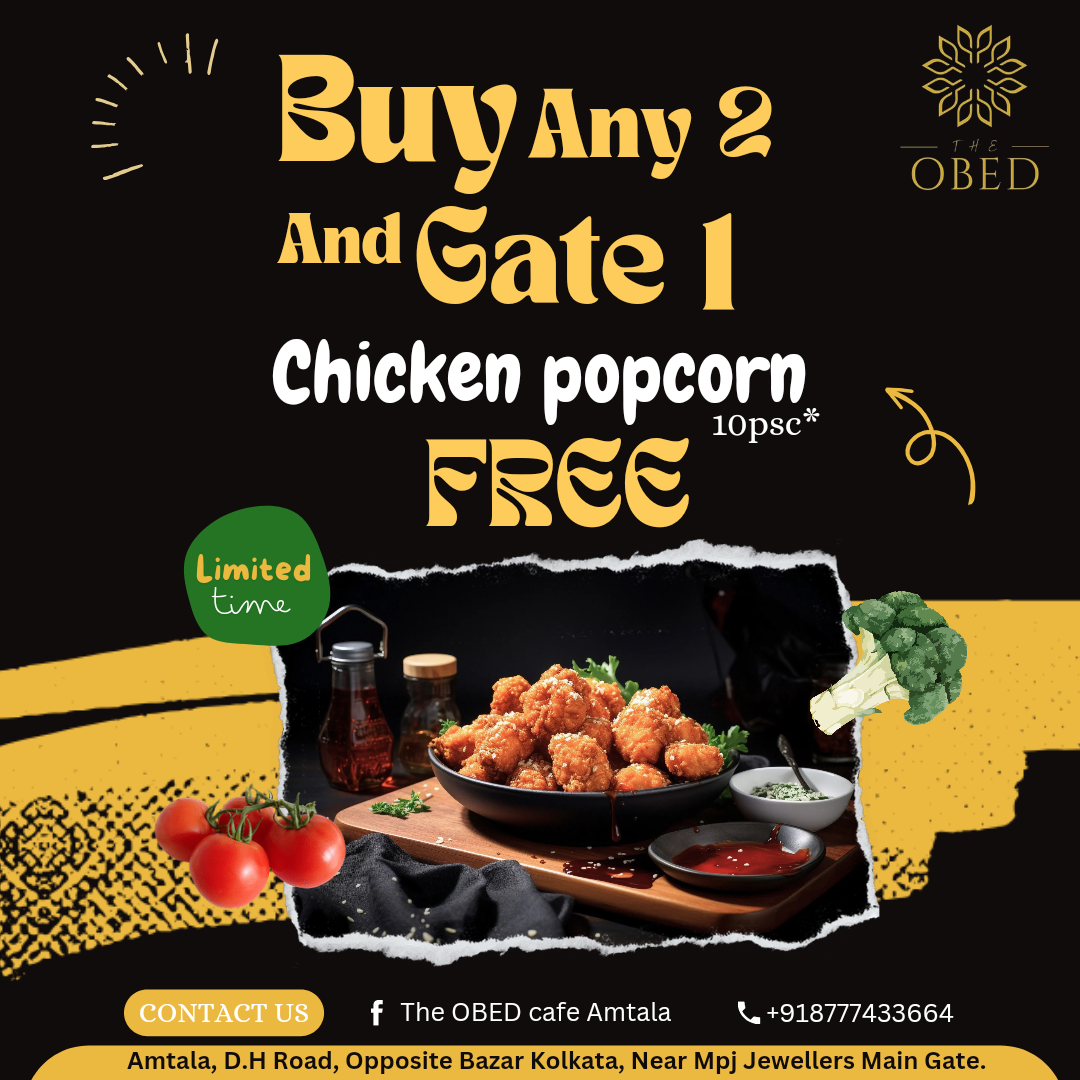 Buy Any 2
THE
OBED
And Gate 1
Chicken popcorn
10psc*
FREE
Limited
time
CONTACT US
The OBED cafe Amtala
+918777433664
Amtala, D.H Road, Opposite Bazar Kolkata, Near Mpj Jewellers Main Gate.